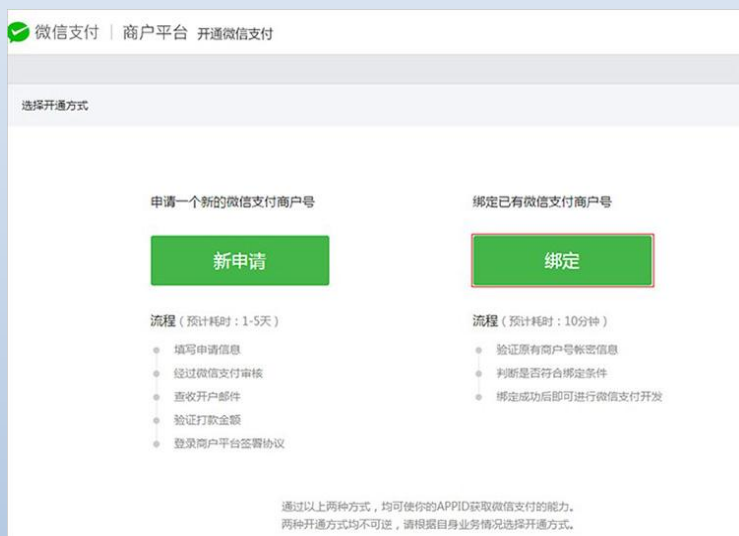 微信支付 | 商户平台 开通微信支付
选择开通方式
申请一个新的微信支付商户号
新申请
流程（预计耗时：1-5天）
填写申请信息
经过微信支付审核
查收开户邮件
验证打款金额
登录商户平台签署协议
绑定已有微信支付商户号
绑定
流程（预计耗时：10分钟）
验证原有商户号帐密信息
判断是否符合绑定条件
绑定成功后即可进行微信支付开发
通过以上两种方式，均可使你的APPID获取微信支付的能力。
两种开通方式均不可逆，请根据自身业务情况选择开通方式。